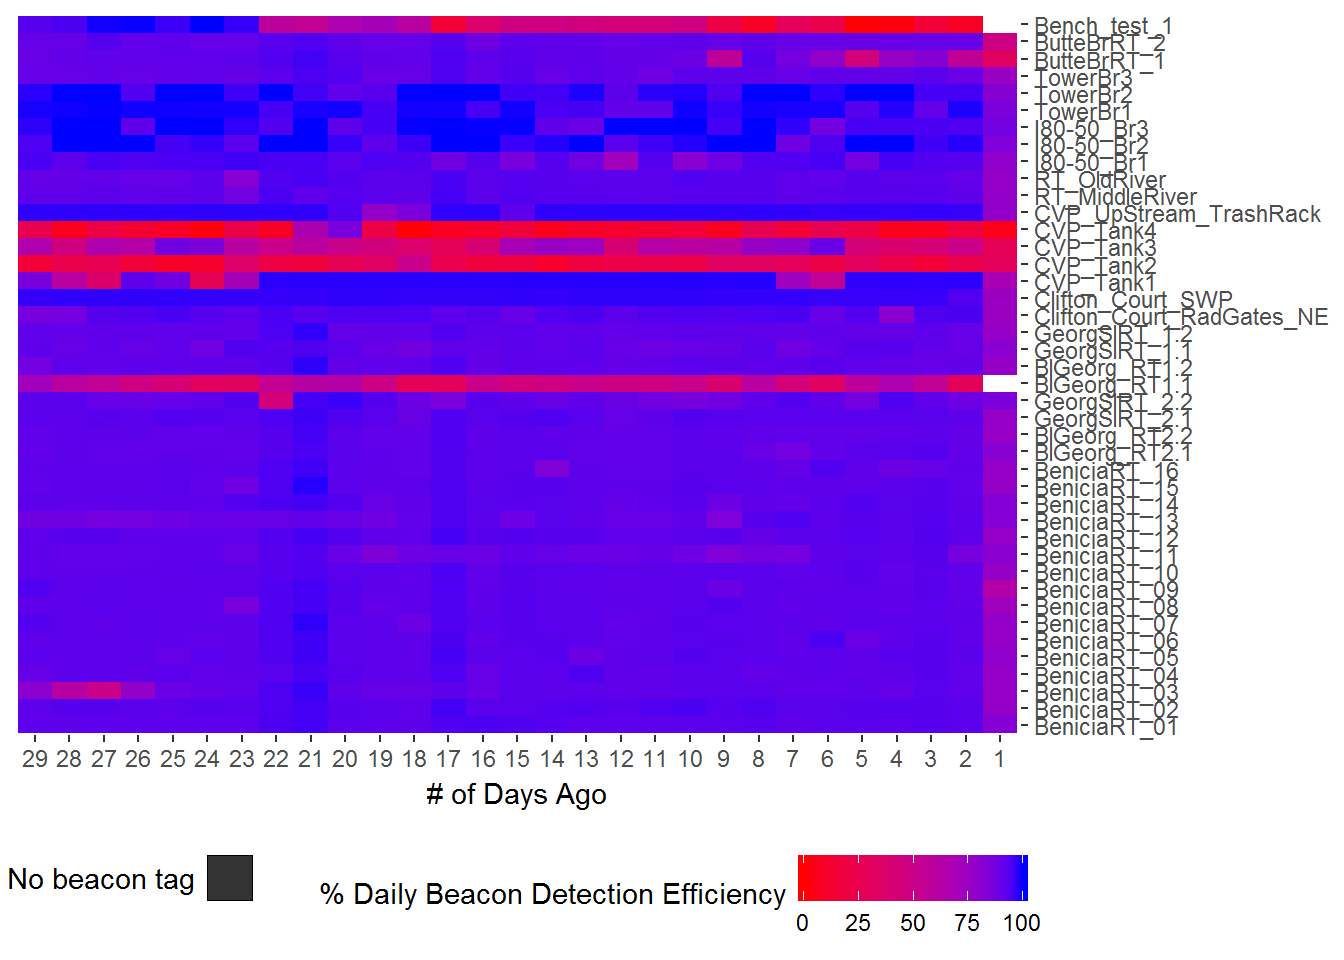 Bench_test_1
ButteBrRT_2
ButteBrRT_1
TowerBr3
TowerBr2
TowerBr1
I80-50_Br3
I80-50_Br2
I80-50_Br1
RT_OldRiver
RT_MiddleRiver
CVP_UpStream_TrashRack
CVP_Tank4
CVP_Tank3
CVP_Tank2
CVP_Tank1
Clifton_Court_SWP
Clifton_Court_RadGates_NE
GeorgSlRT_1.2
GeorgSlRT_1.1
BlGeorg_RT1.2
BlGeorg_RT1.1
GeorgSlRT_2.2
GeorgSlRT_2.1
BlGeorg_RT2.2
BlGeorg_RT2.1
BeniciaRT_16
BeniciaRT_15
BeniciaRT_14
BeniciaRT_13
BeniciaRT_12
BeniciaRT_11
BeniciaRT_10
BeniciaRT_09
BeniciaRT_08
BeniciaRT_07
BeniciaRT_06
BeniciaRT_05
BeniciaRT_04
BeniciaRT_03
BeniciaRT_02
BeniciaRT_01
29 28 27 26 25 24 23 22 21 20 19 18 17 16 15 14 13 12 11 10 9 8 7 6 5 4 3 2 1
# of Days Ago
No beacon tag
% Daily Beacon Detection Efficiency
0 25 50 75 100